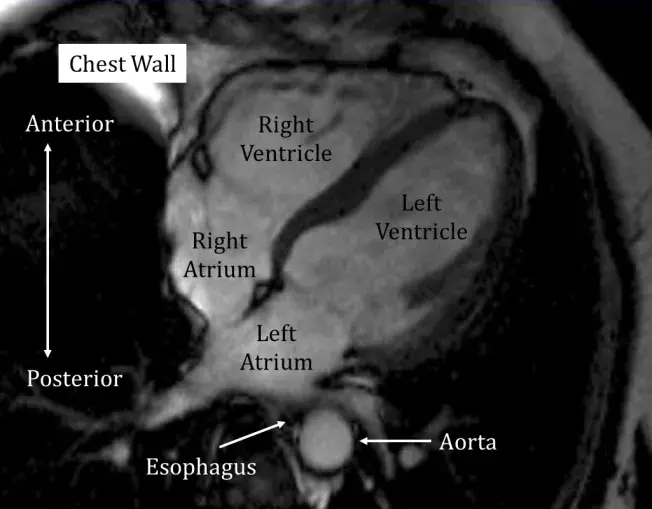 Chest Wall
Anterior
Right
Ventricle
Left
Ventricle
Right
Atrium
Left
Atrium
Posterior
Aorta
Esophagus